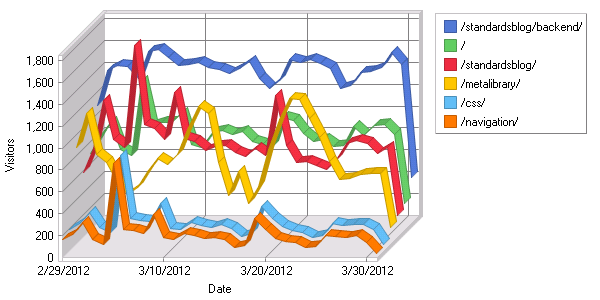 /standardsblog/backend/
/
/standardsblog/
/metalibrary/
/css/
/navigation/
1,800
1,600
1,400
1,200
1,000
800
600
400
200
0
Visitors
2/29/2012 3/10/2012 3/20/2012 3/30/2012
Date